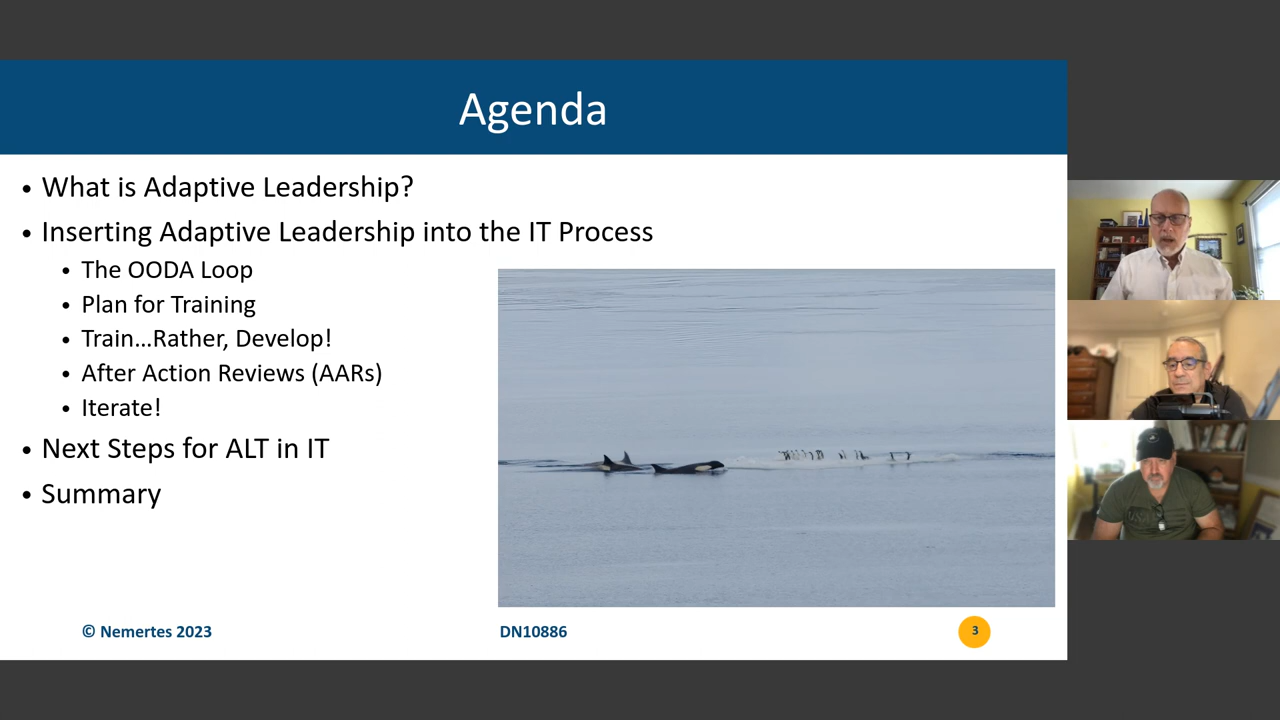 Agenda
• What is Adaptive Leadership?
• Inserting Adaptive Leadership into the IT Process
• The OODA Loop
• Plan for Training
• Train...Rather, Develop!
• After Action Reviews (AARs)
• Iterate!
• Next Steps for ALT in IT
• Summary
© Nemertes 2023
DN10886
3